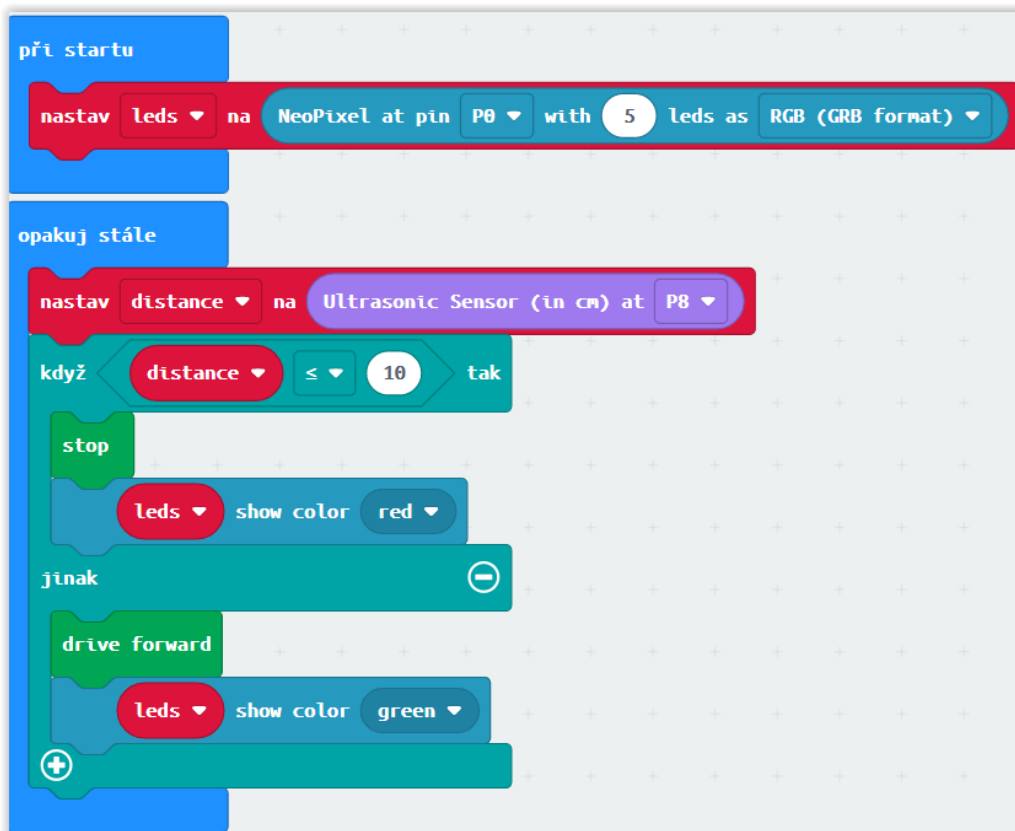 při startu
nastav leds na NeoPixel at pin P0 with 5 leds as RGB (GRB format)
opakuj stále
nastav distance na Ultrasonic Sensor (in cm) at P8
když distance ≤ 10 tak
stop
leds show color red
jinak
drive forward
leds show color green